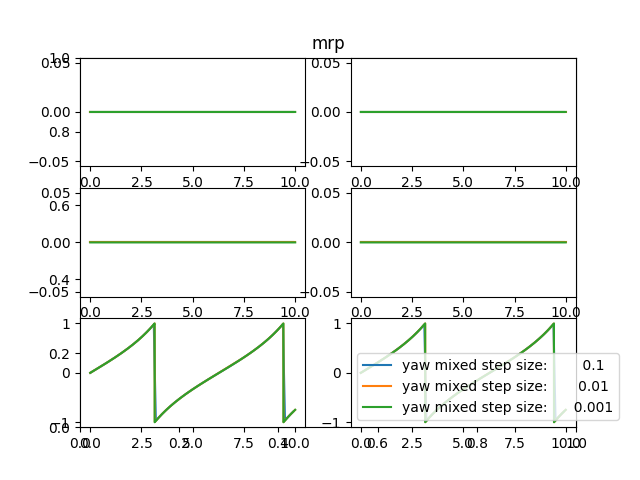 mrp
1.0
0.05 0.05
0.00 0.00
0.8
−0.05 −0.05
0.0 2.5 5.0 7.5 10.0 0.0 2.5 5.0 7.5 10.0
0.05 0.05
0.6
0.00 0.00
0.4
−0.05 −0.05
0.0 2.5 5.0 7.5 10.0 0.0 2.5 5.0 7.5 10.0
1 1
0.2
yaw mixed step size: 0.1
0 0
yaw mixed step size: 0.01
yaw mixed step size: 0.001
−1 −1
0.0
0.0 0.0 2.5 0.2 5.0 7.5 0.4 10.0 0.0 0.6 2.5 5.0 0.8 7.5 10.0 1.0